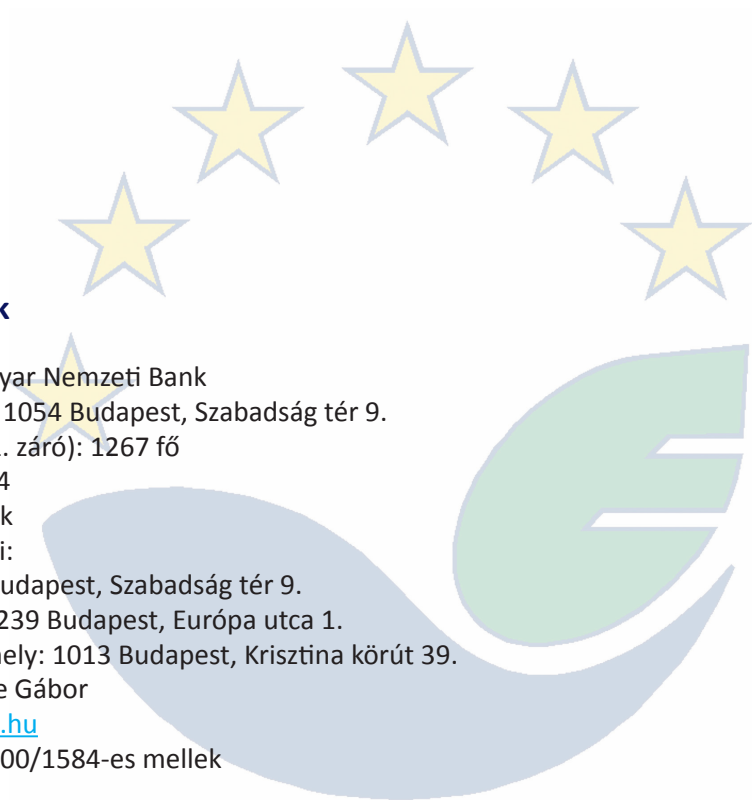 k
yar Nemzeti Bank
1054 Budapest, Szabadság tér 9.
. záró): 1267 fő
4
k
i:
udapest, Szabadság tér 9.
239 Budapest, Európa utca 1.
ely: 1013 Budapest, Krisztina körút 39.
e Gábor
.hu
00/1584-es mellek